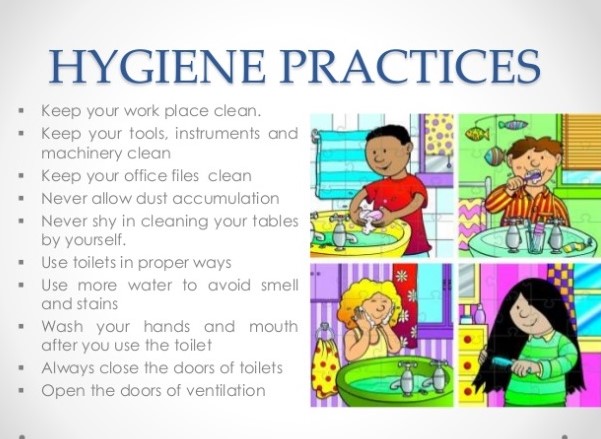 HYGIENE PRACTICES
▪ Keep your work place clean.
▪ Keep your tools, instruments and
machinery clean
▪ Keep your office files clean
▪ Never allow dust accumulation
▪ Never shy in cleaning your tables
by yourself.
▪ Use toilets in proper ways
▪ Use more water to avoid smell
and stains
▪ Wash your hands and mouth
after you use the toilet
▪ Always close the doors of toilets
▪ Open the doors of ventilation